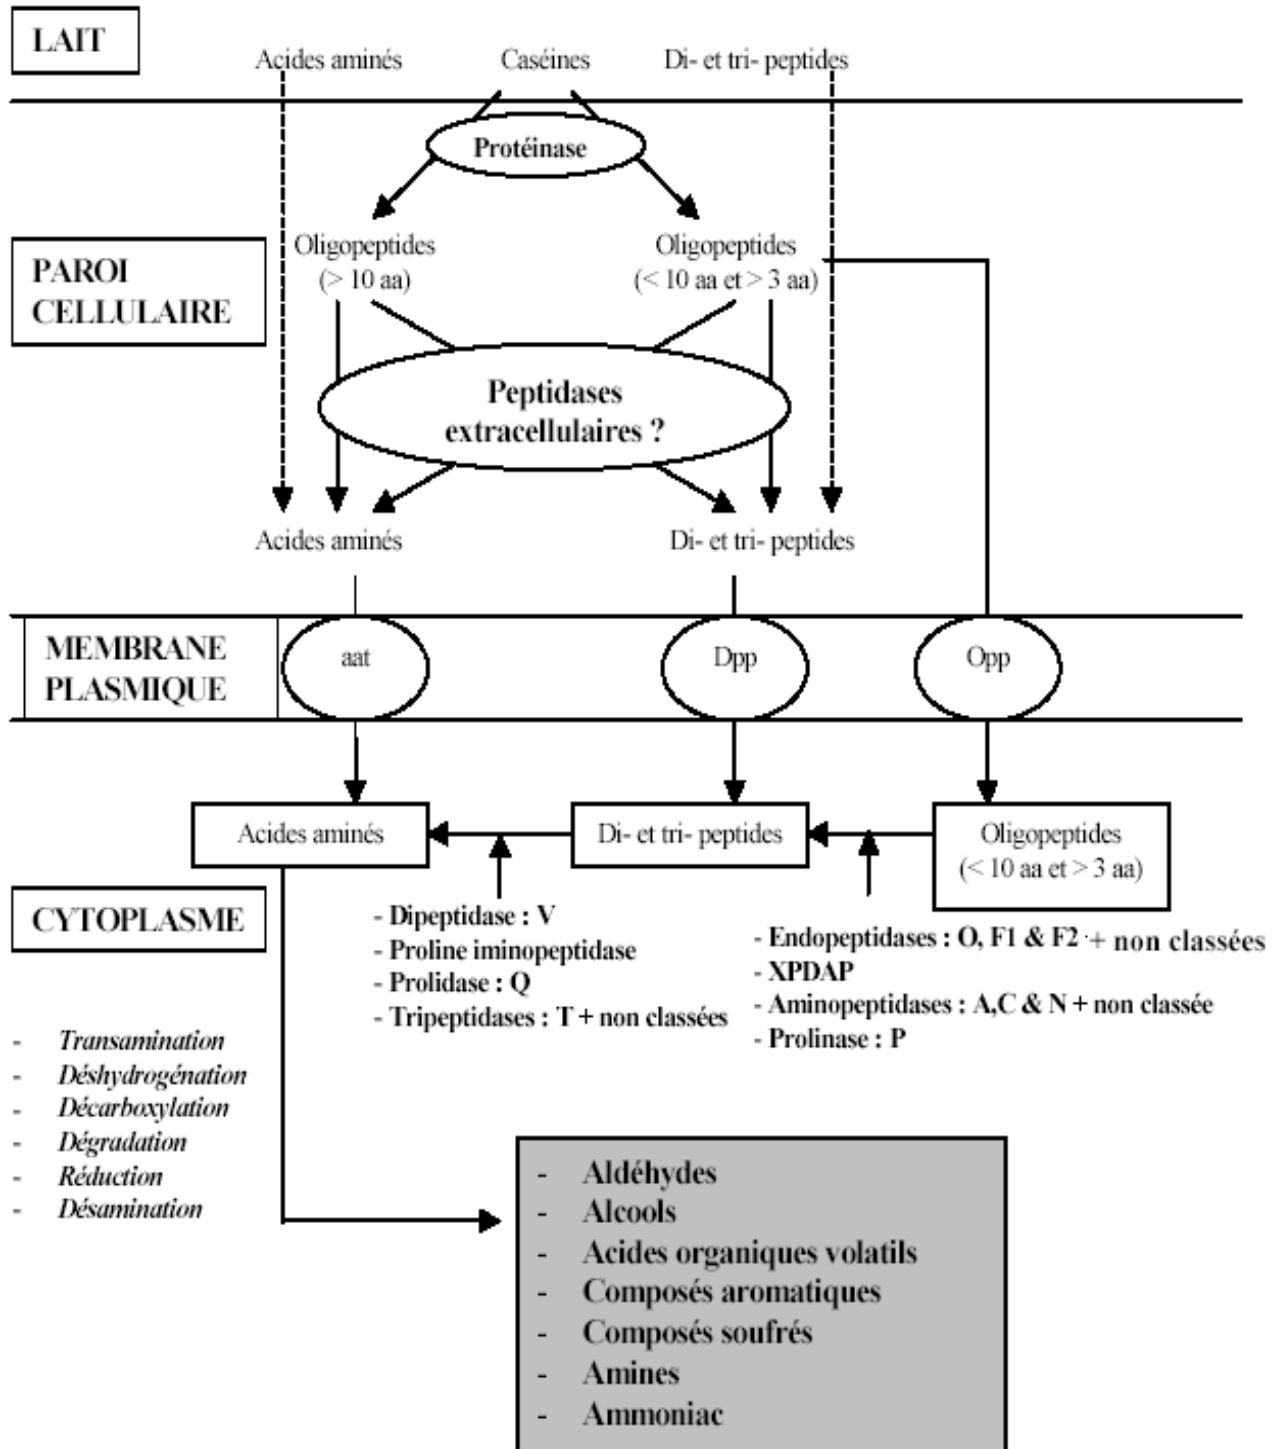 LAIT
Acides aminés
Caséines
Di- et tri- peptides
Protéinase
PAROI
CELLULAIRE
Oligopeptides
(> 10 aa)
Oligopeptides
(< 10 aa et > 3 aa)
Peptidases
extracellulaires ?
Acides aminés
Di- et tri- peptides
MEMBRANE
PLASMIQUE
aat
Dpp
Opp
Acides aminés
Di- et tri- peptides
Oligopeptides
(< 10 aa et > 3 aa)
CYTOPLASME
- Dipeptidase : V
- Proline iminopeptidase
- Prolidase : Q
- Tripeptidases : T + non classées
- Endopeptidases : O, F1 & F2 + non classées
- XPDAP
- Aminopeptidases : A,C & N + non classée
- Prolinase : P
- Transamination
- Déshydrogénation
- Décarboxylation
- Dégradation
- Réduction
- Désamination
- Aldéhydes
- Alcools
- Acides organiques volatils
- Composés aromatiques
- Composés soufrés
- Amines
- Ammoniac